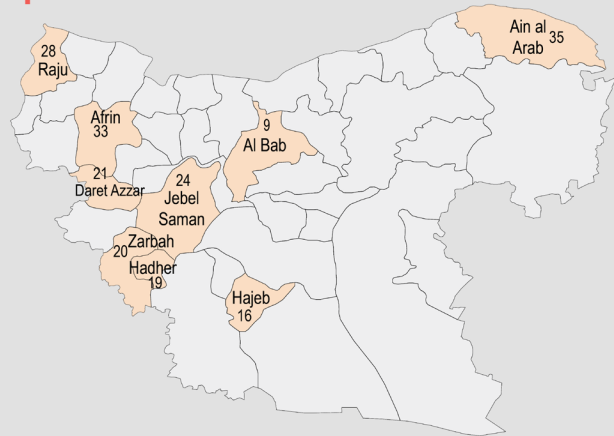 Ain al
Arab 35
28
Raju
Afrin
33
9
Al Bab
21
Daret Azzar
24
Jebel
Saman
Zarbah
20
Hadher
19
Hajeb
16